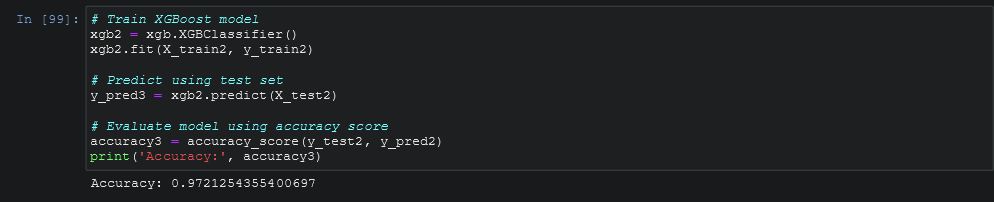 In [99]: # Train XGBoost model
xgb2 = xgb.XGBClassifier()
xgb2.fit(X_train2, y_train2)
# Predict using test set
y_pred3 = xgb2.predict(X_test2)
# Evaluate model using accuracy score
accuracy3 = accuracy_score(y_test2, y_pred2)
print('Accuracy:', accuracy3)
Accuracy: 0.9721254355400697